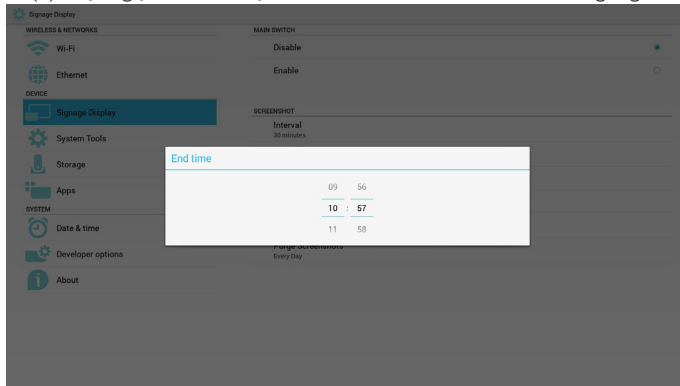 Signage Display
WIRELESS & NETWORKS
Wi-Fi
Ethernet
DEVICE
Signage Display
System Tools
Storage
Apps
SYSTEM
Date & time
Developer options
About
MAIN SWITCH
Disable
Enable
SCREENSHOT
Interval
30 minutes
End time
09 56
10 : 57
11 58
Purge Screenshots
Every Day